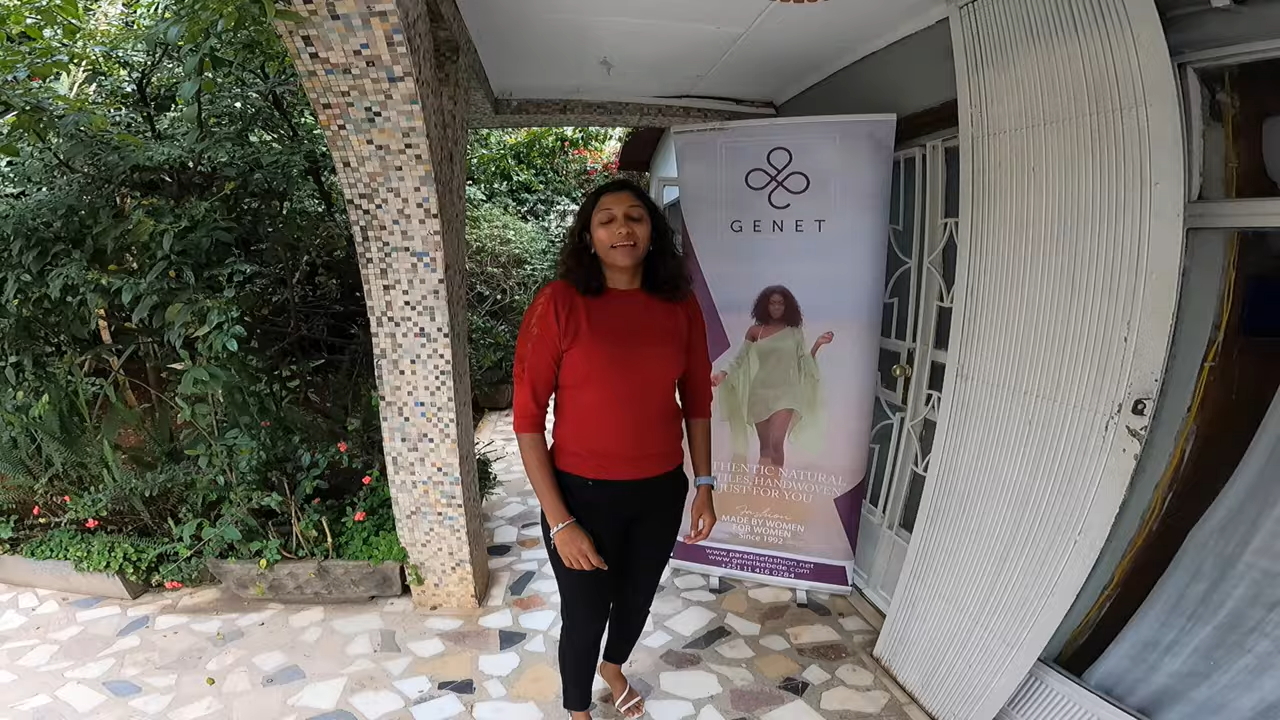 GENET
THENTIC NATURAL
TILES, HANDWOVEN
JUST FOR YOU
Fashion
MADE BY WOMEN
FOR WOMEN
Since 1992
www.paradisefashion.net
www.genetkebede.com
+251 11 416 0284